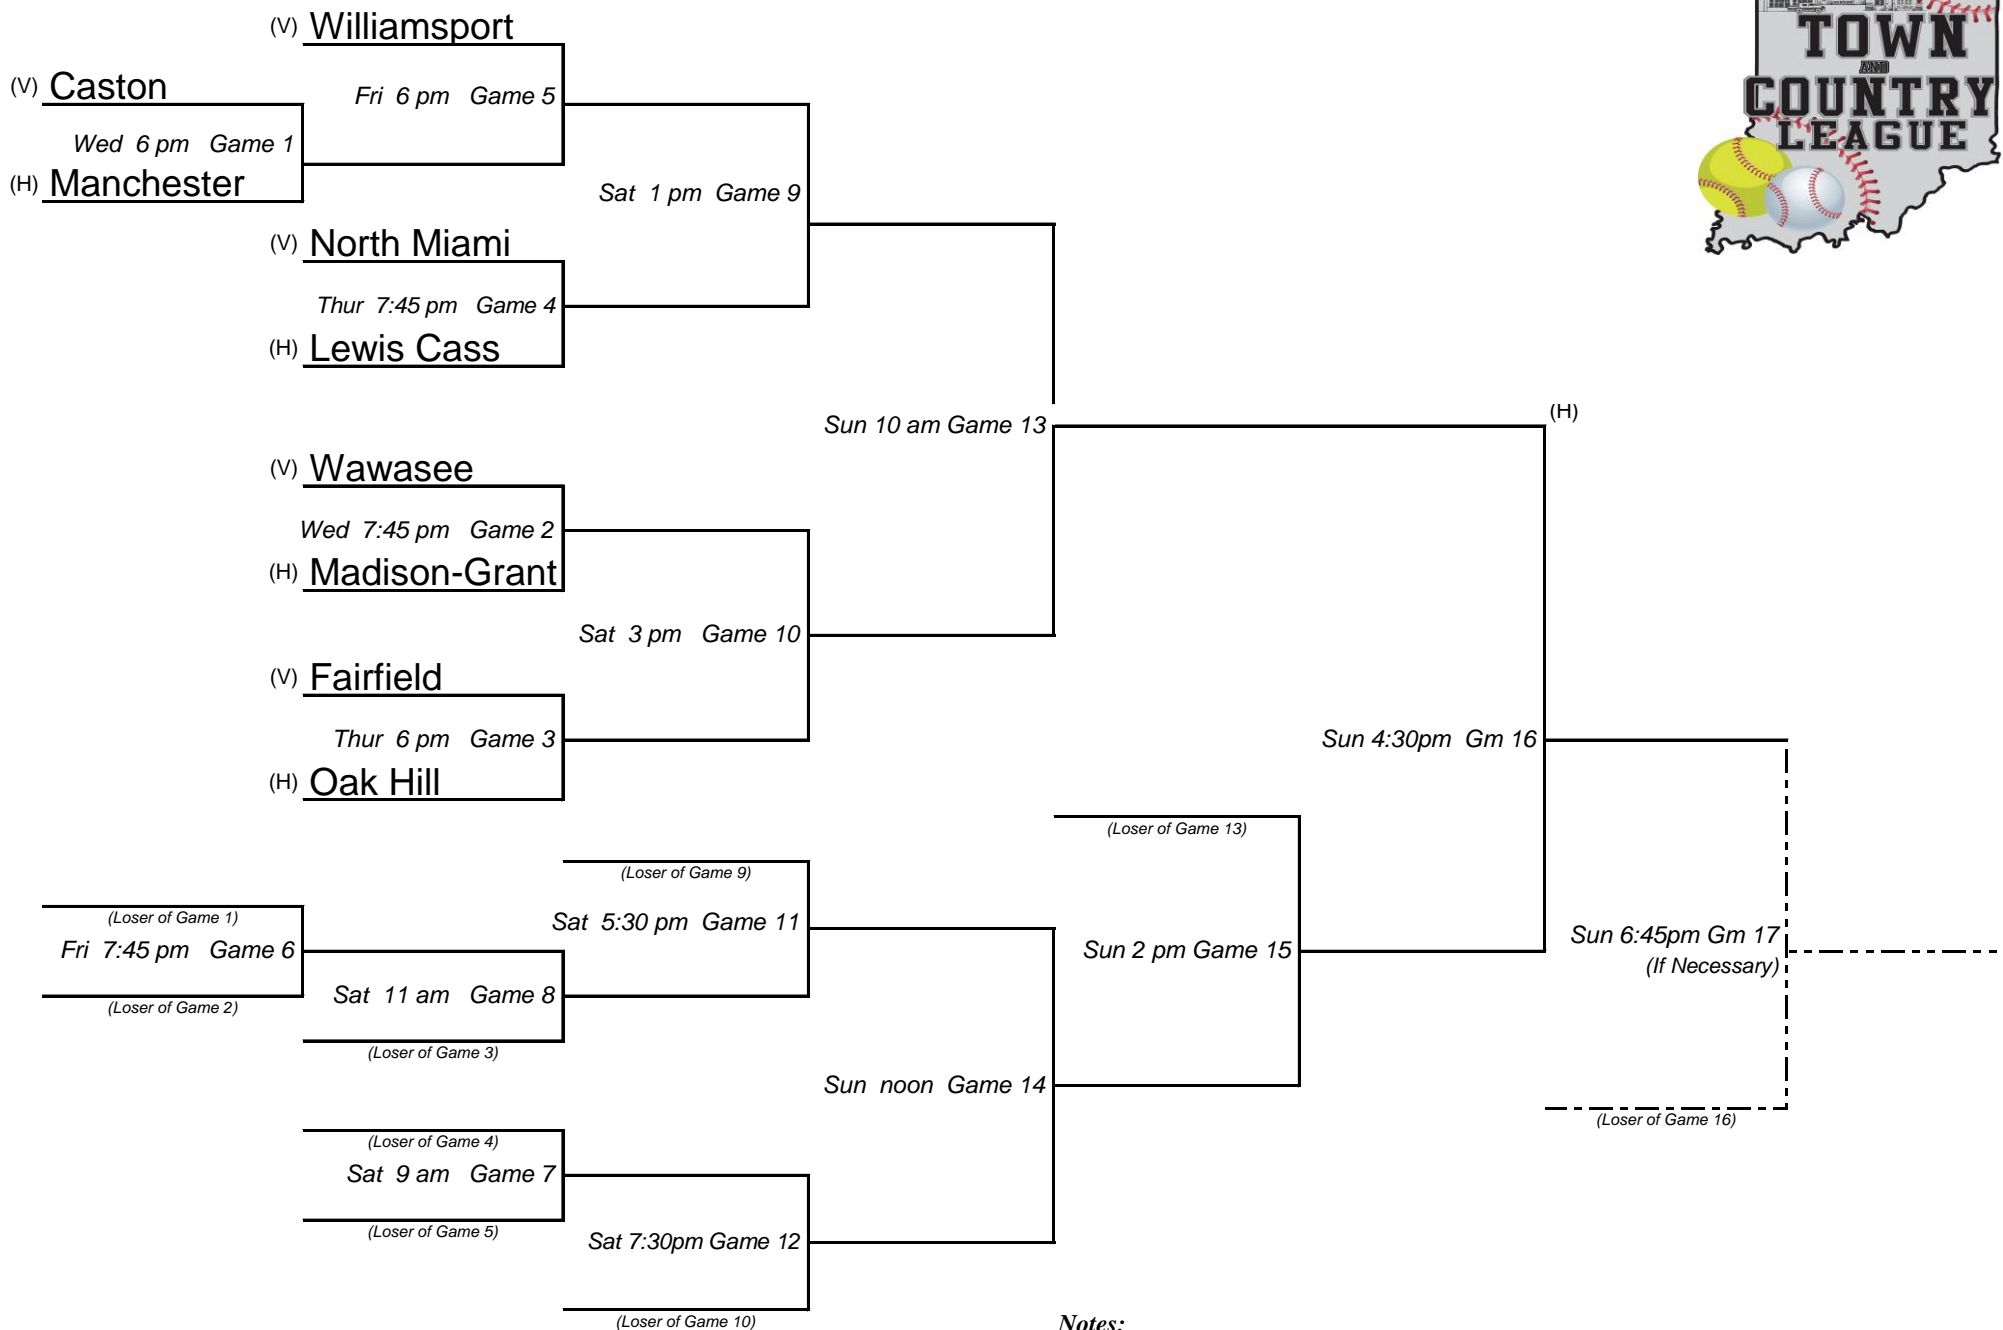 TOWN
AND
COUNTRY
LEAGUE
(V) Williamsport
(V) Caston
Fri 6 pm Game 5
Wed 6 pm Game 1
(H) Manchester
Sat 1 pm Game 9
(V) North Miami
Thur 7:45 pm Game 4
(H) Lewis Cass
(H)
Sun 10 am Game 13
(V) Wawasee
Wed 7:45 pm Game 2
(H) Madison-Grant
Sat 3 pm Game 10
(V) Fairfield
Thur 6 pm Game 3
Sun 4:30pm Gm 16
(H) Oak Hill
(Loser of Game 13)
(Loser of Game 9)
(Loser of Game 1)
Sat 5:30 pm Game 11
Fri 7:45 pm Game 6
Sun 2 pm Game 15
Sun 6:45pm Gm 17
(If Necessary)
Sat 11 am Game 8
(Loser of Game 2)
(Loser of Game 3)
Sun noon Game 14
(Loser of Game 16)
(Loser of Game 4)
Sat 9 am Game 7
(Loser of Game 5)
Sat 7:30pm Game 12
(Loser of Game 10)
Notes: